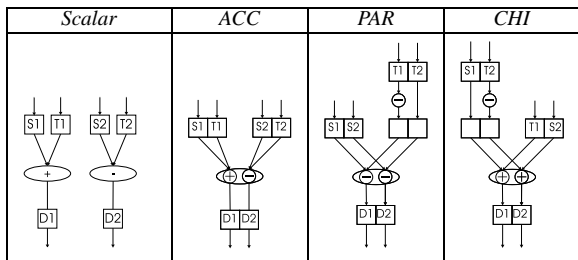 Scalar ACC PAR CHI
T1 T2 S1 T2
− −
S1 T1 S2 T2 S1 T1 S2 T2 S1 S2 T1 S2
+ - + − − − + +
D1 D2 D1 D2 D1 D2 D1 D2